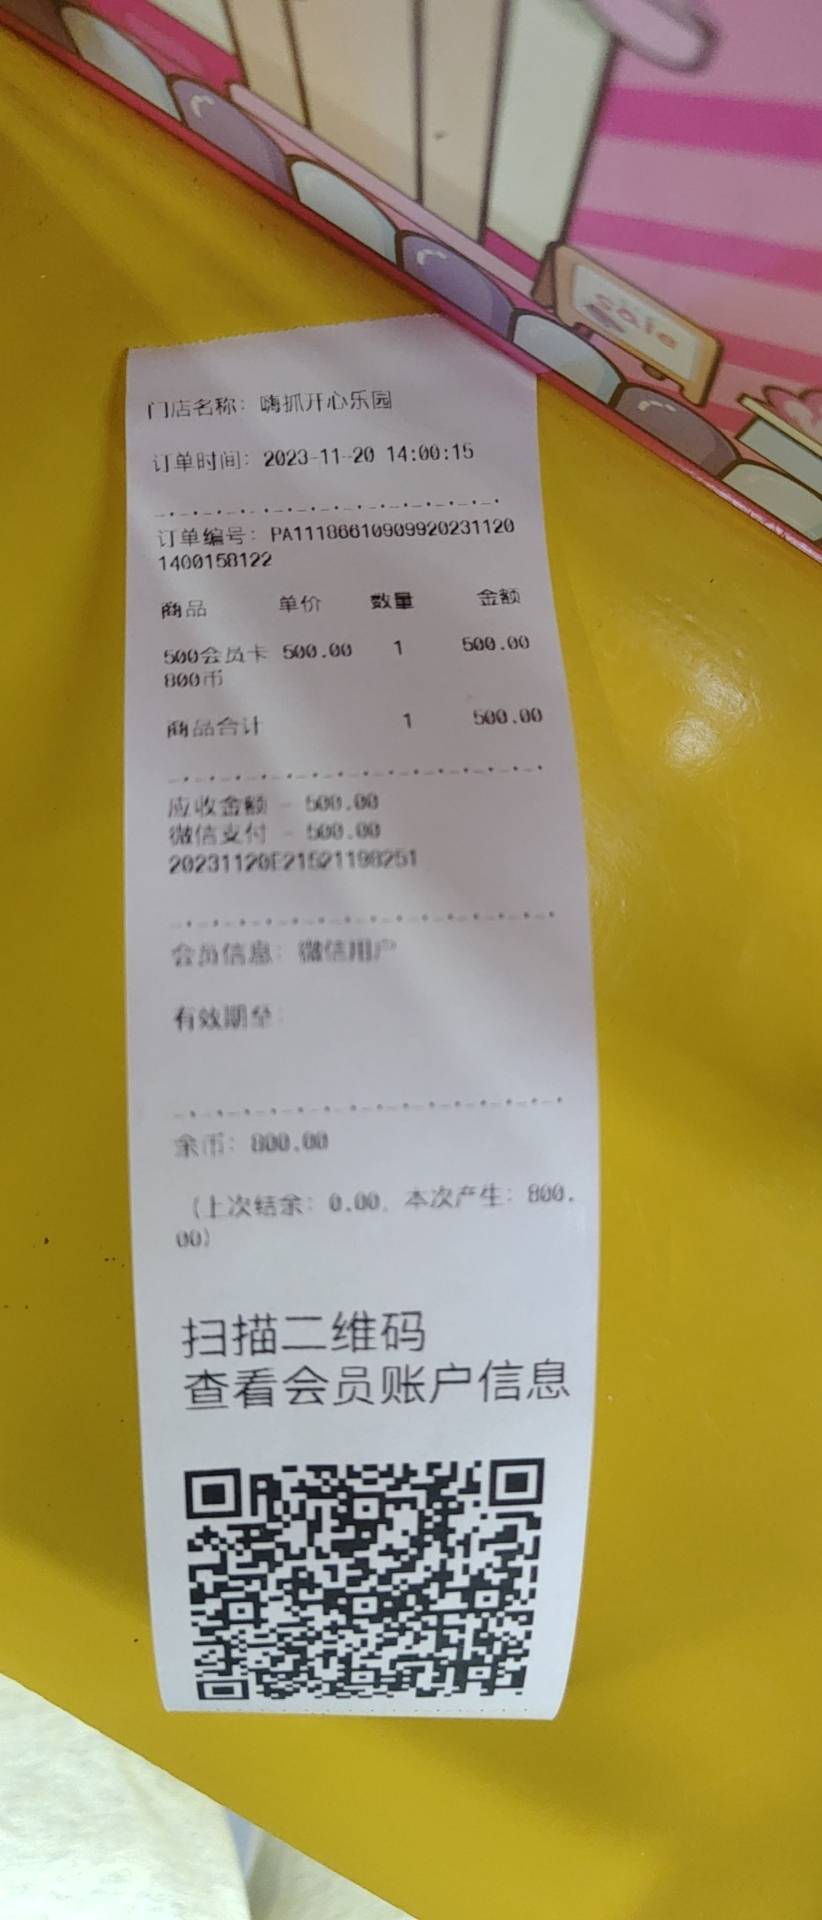 sale
门店名称: 嗨抓开心乐园
订单时间: 2023-11-20 14:00:15
订单编号: PA1118661090992023112​0
1400158122
商品 单价 数量 金额
500会员卡 500.00 1 500.00
800币
商品合计 1 500.00
应收金额 - 500.00
微信支付 - 500.00
20231120E21521198251
会员信息: 微信用户
有效期至:
余币: 800.00
(上次结余: 0.00, 本次产生: 800.
00)
扫描二维码
查看会员账户信息